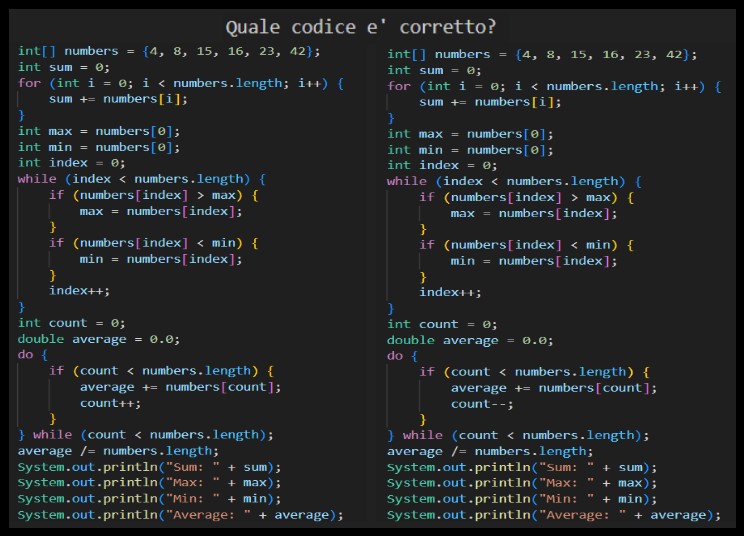 Quale codice e' corretto?
int[] numbers = {4, 8, 15, 16, 23, 42};
int sum = 0;
for (int i = 0; i < numbers.length; i++) {
    sum += numbers[i];
}
int max = numbers[0];
int min = numbers[0];
int index = 0;
while (index < numbers.length) {
    if (numbers[index] > max) {
        max = numbers[index];
    }
    if (numbers[index] < min) {
        min = numbers[index];
    }
    index++;
}
int count = 0;
double average = 0.0;
do {
    if (count < numbers.length) {
        average += numbers[count];
        count++;
    }
} while (count < numbers.length);
average /= numbers.length;
System.out.println("Sum: " + sum);
System.out.println("Max: " + max);
System.out.println("Min: " + min);
System.out.println("Average: " + average);
int[] numbers = {4, 8, 15, 16, 23, 42};
int sum = 0;
for (int i = 0; i < numbers.length; i++) {
    sum += numbers[i];
}
int max = numbers[0];
int min = numbers[0];
int index = 0;
while (index < numbers.length) {
    if (numbers[index] > max) {
        max = numbers[index];
    }
    if (numbers[index] < min) {
        min = numbers[index];
    }
    index++;
}
int count = 0;
double average = 0.0;
do {
    if (count < numbers.length) {
        average += numbers[count];
        count--;
    }
} while (count < numbers.length);
average /= numbers.length;
System.out.println("Sum: " + sum);
System.out.println("Max: " + max);
System.out.println("Min: " + min);
System.out.println("Average: " + average);